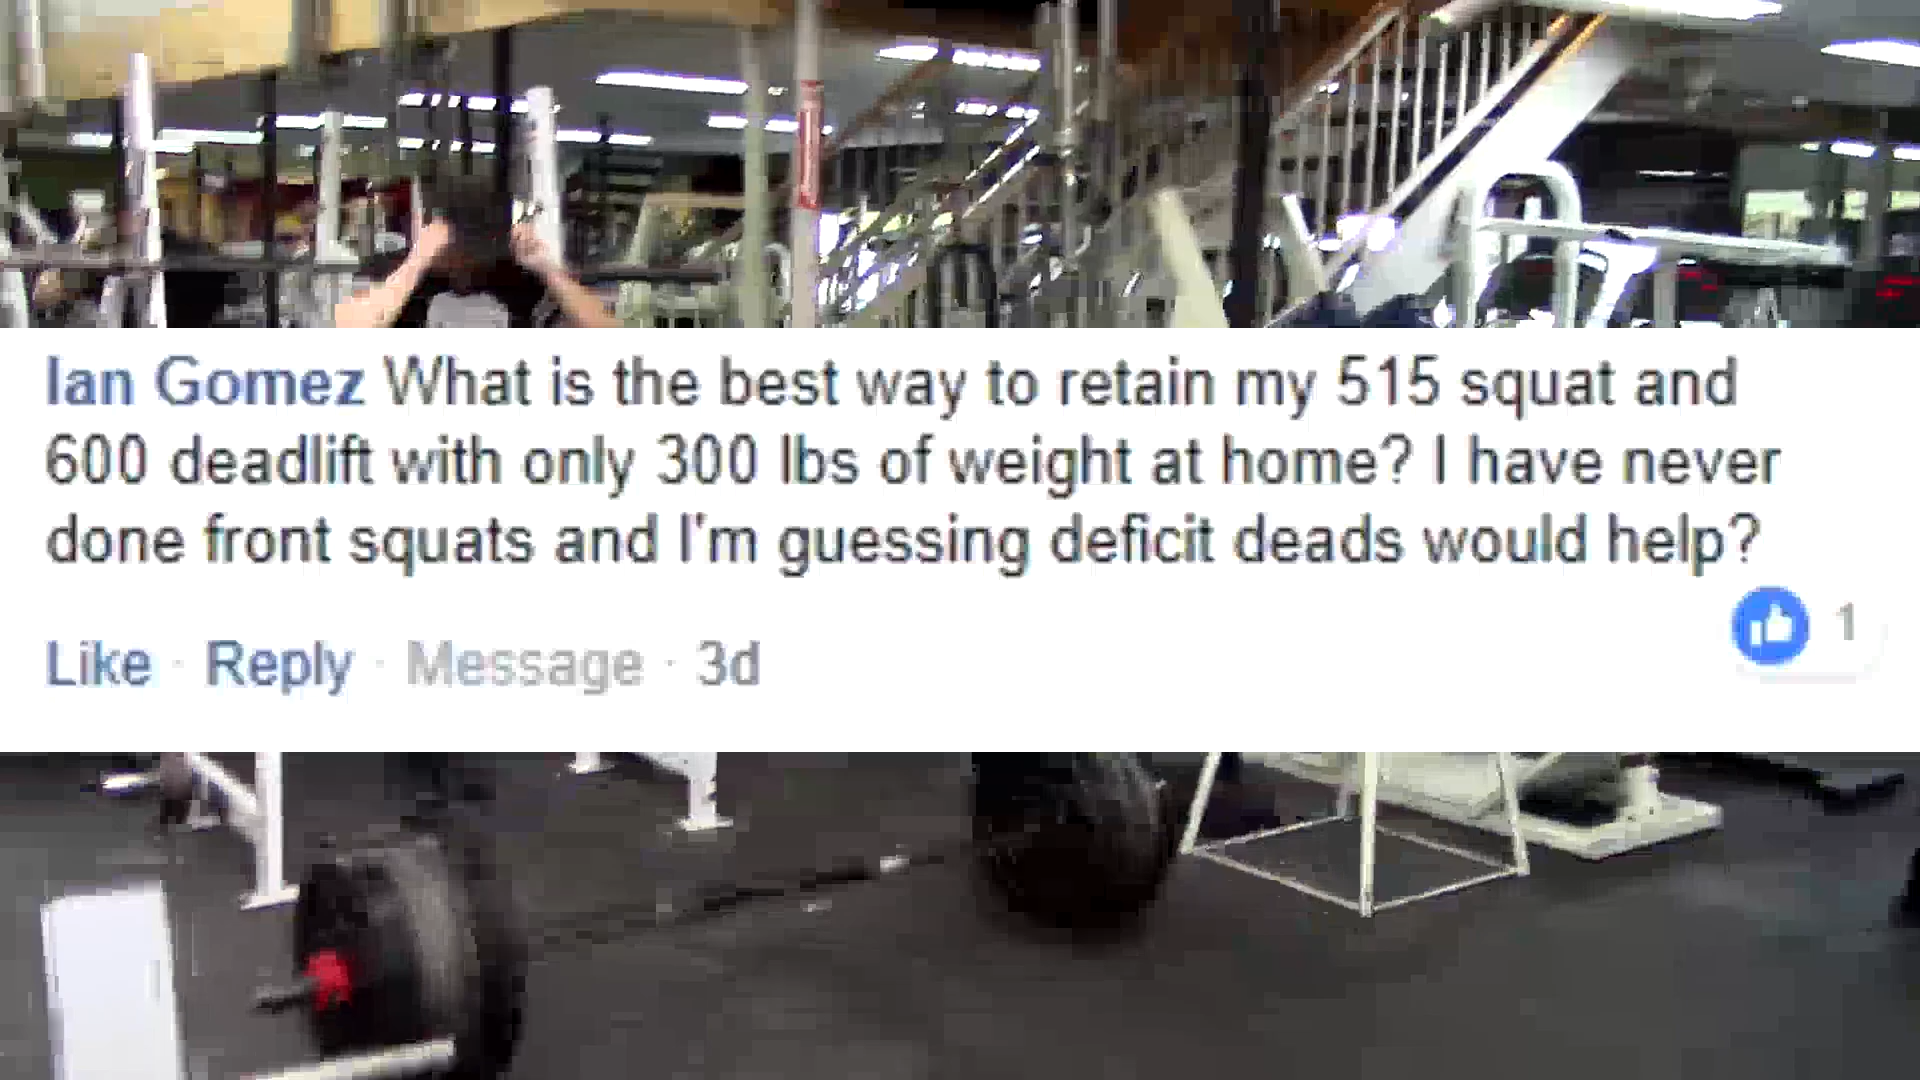 Ian Gomez What is the best way to retain my 515 squat and
600 deadlift with only 300 lbs of weight at home? I have never
done front squats and I'm guessing deficit deads would help?
1
Like · Reply · Message · 3d